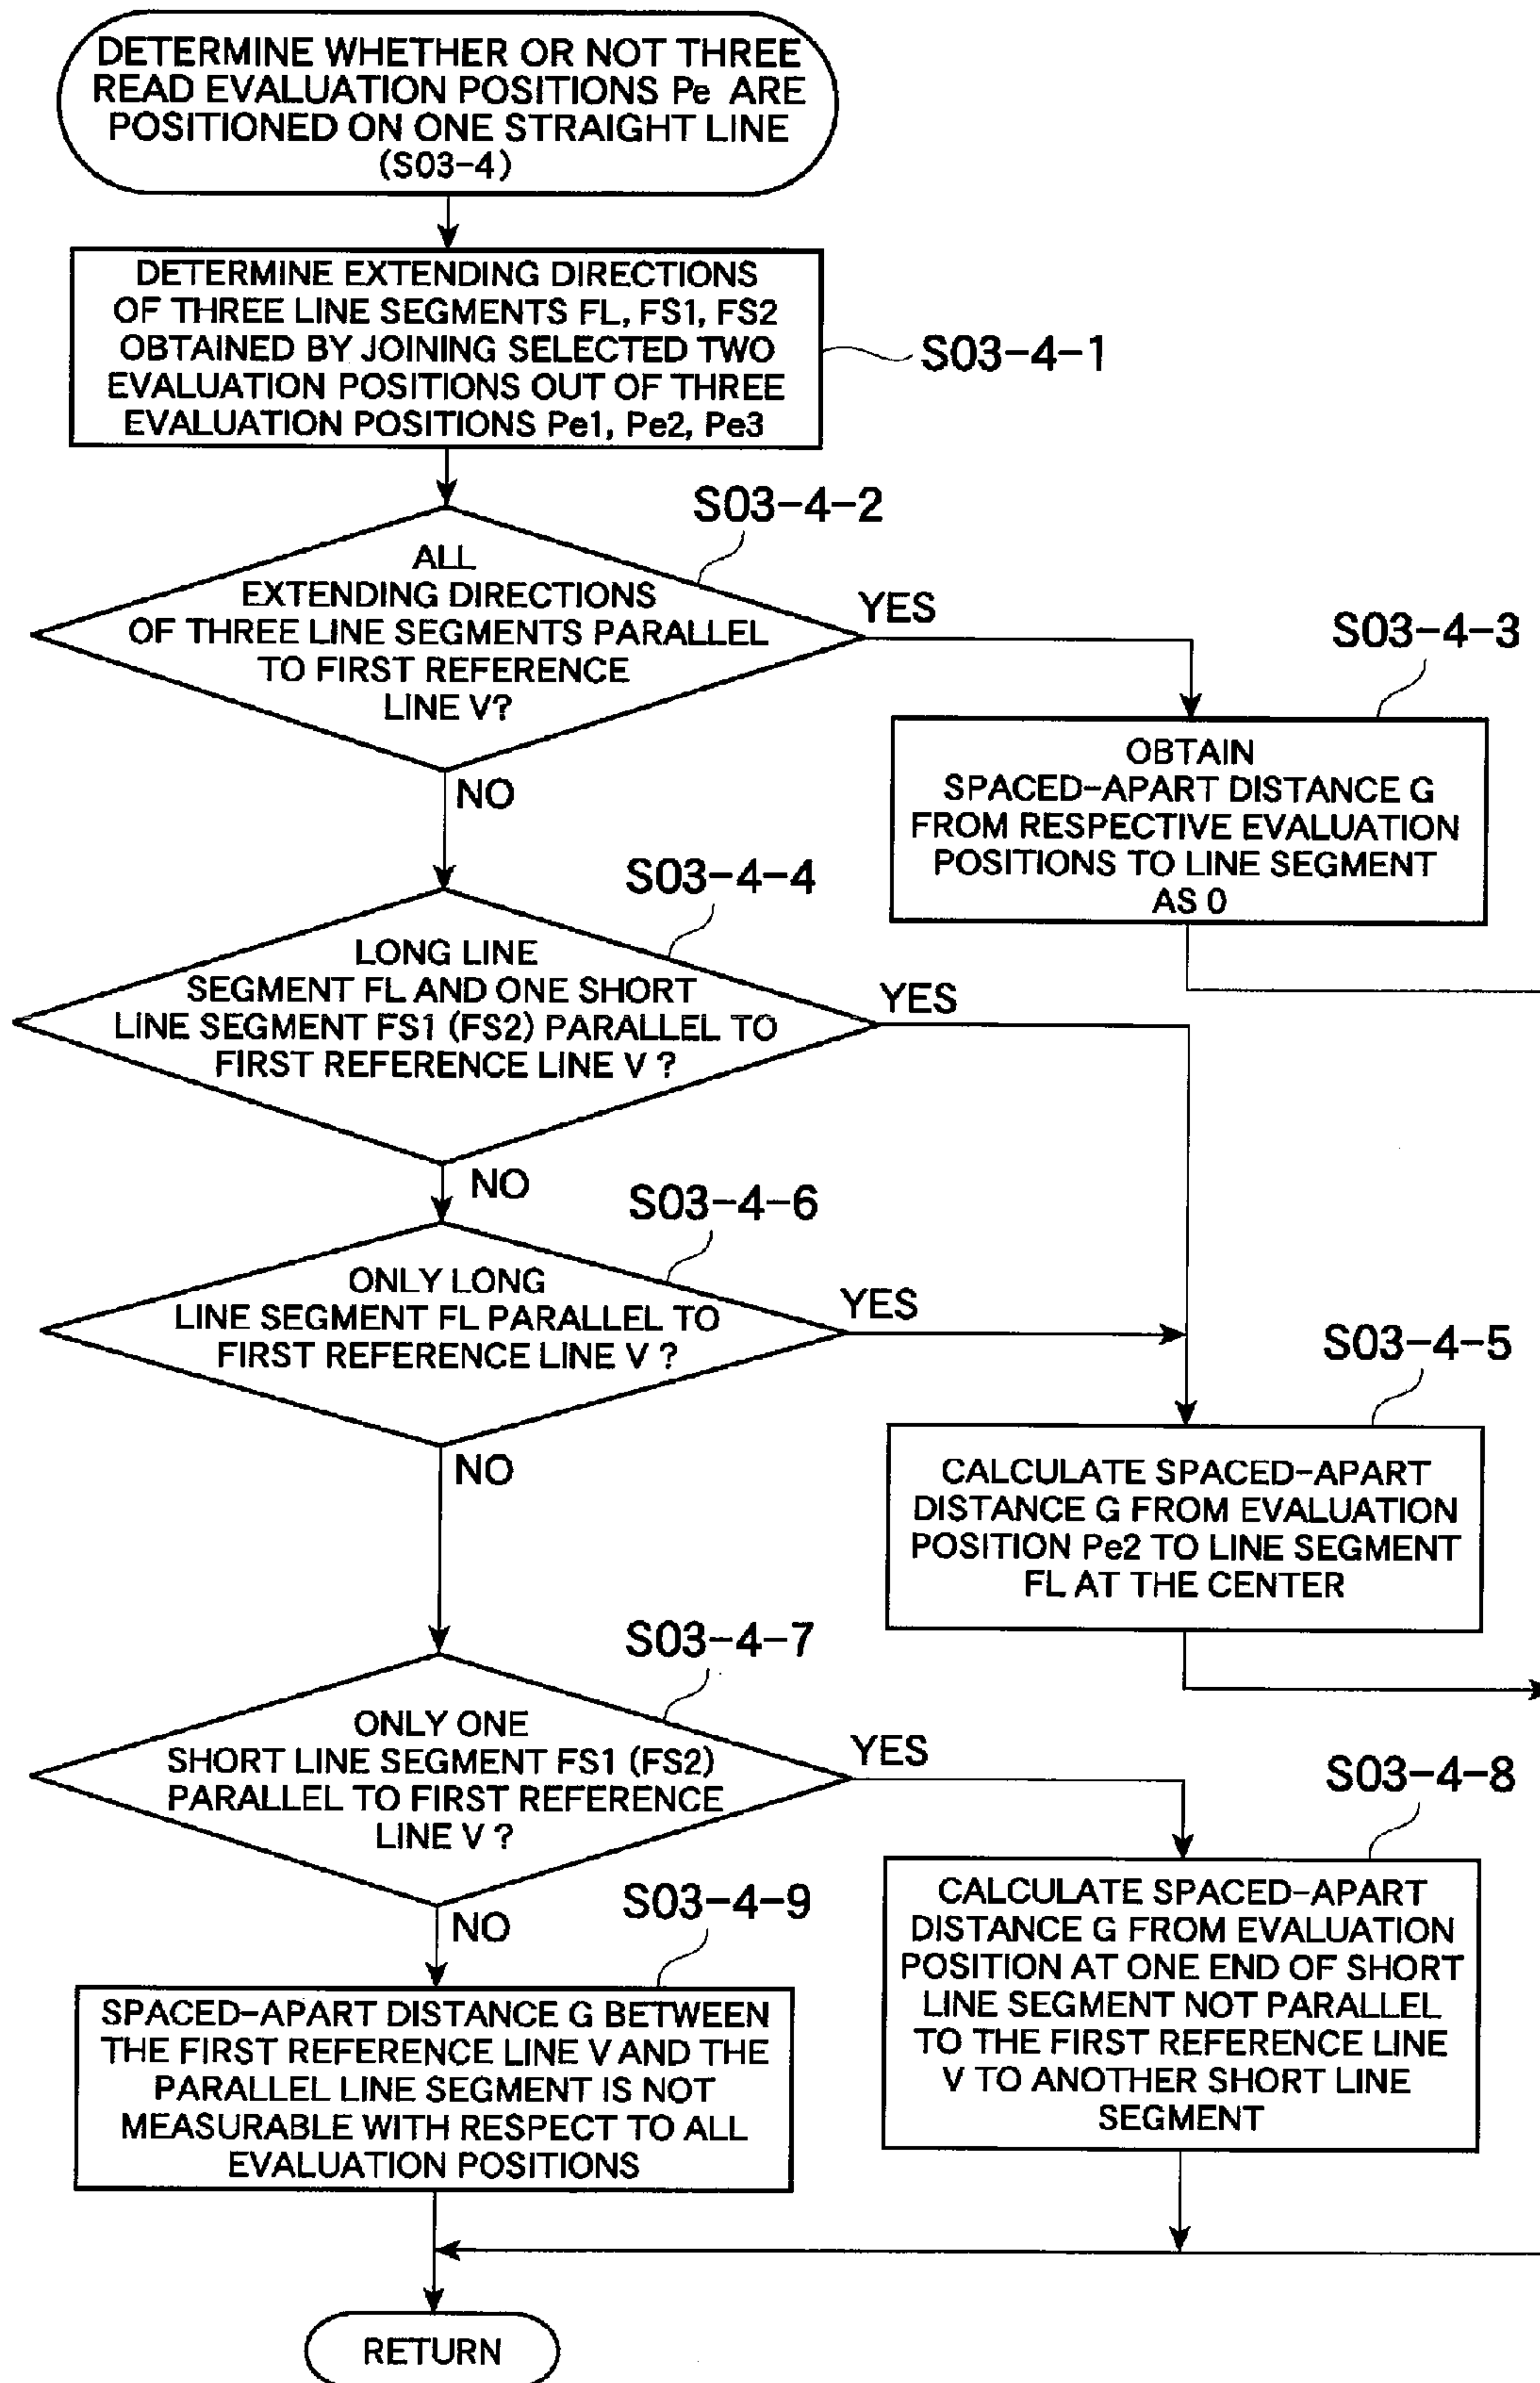 DETERMINE WHETHER OR NOT THREE
READ EVALUATION POSITIONS Pe ARE
POSITIONED ON ONE STRAIGHT LINE
(S03-4)
DETERMINE EXTENDING DIRECTIONS
OF THREE LINE SEGMENTS FL, FS1, FS2
OBTAINED BY JOINING SELECTED TWO
EVALUATION POSITIONS OUT OF THREE
EVALUATION POSITIONS Pe1, Pe2, Pe3
S03-4-1
S03-4-2
ALL
EXTENDING DIRECTIONS
OF THREE LINE SEGMENTS PARALLEL
TO FIRST REFERENCE
LINE V?
YES
NO
S03-4-3
OBTAIN
SPACED-APART DISTANCE G
FROM RESPECTIVE EVALUATION
POSITIONS TO LINE SEGMENT
AS 0
S03-4-4
LONG LINE
SEGMENT FL AND ONE SHORT
LINE SEGMENT FS1 (FS2) PARALLEL TO
FIRST REFERENCE LINE V ?
YES
NO
S03-4-6
ONLY LONG
LINE SEGMENT FL PARALLEL TO
FIRST REFERENCE LINE V ?
YES
NO
S03-4-5
CALCULATE SPACED-APART
DISTANCE G FROM EVALUATION
POSITION Pe2 TO LINE SEGMENT
FL AT THE CENTER
S03-4-7
ONLY ONE
SHORT LINE SEGMENT FS1 (FS2)
PARALLEL TO FIRST REFERENCE
LINE V ?
YES
NO
S03-4-8
CALCULATE SPACED-APART
DISTANCE G FROM EVALUATION
POSITION AT ONE END OF SHORT
LINE SEGMENT NOT PARALLEL
TO THE FIRST REFERENCE LINE
V TO ANOTHER SHORT LINE
SEGMENT
S03-4-9
SPACED-APART DISTANCE G BETWEEN
THE FIRST REFERENCE LINE V AND THE
PARALLEL LINE SEGMENT IS NOT
MEASURABLE WITH RESPECT TO ALL
EVALUATION POSITIONS
RETURN